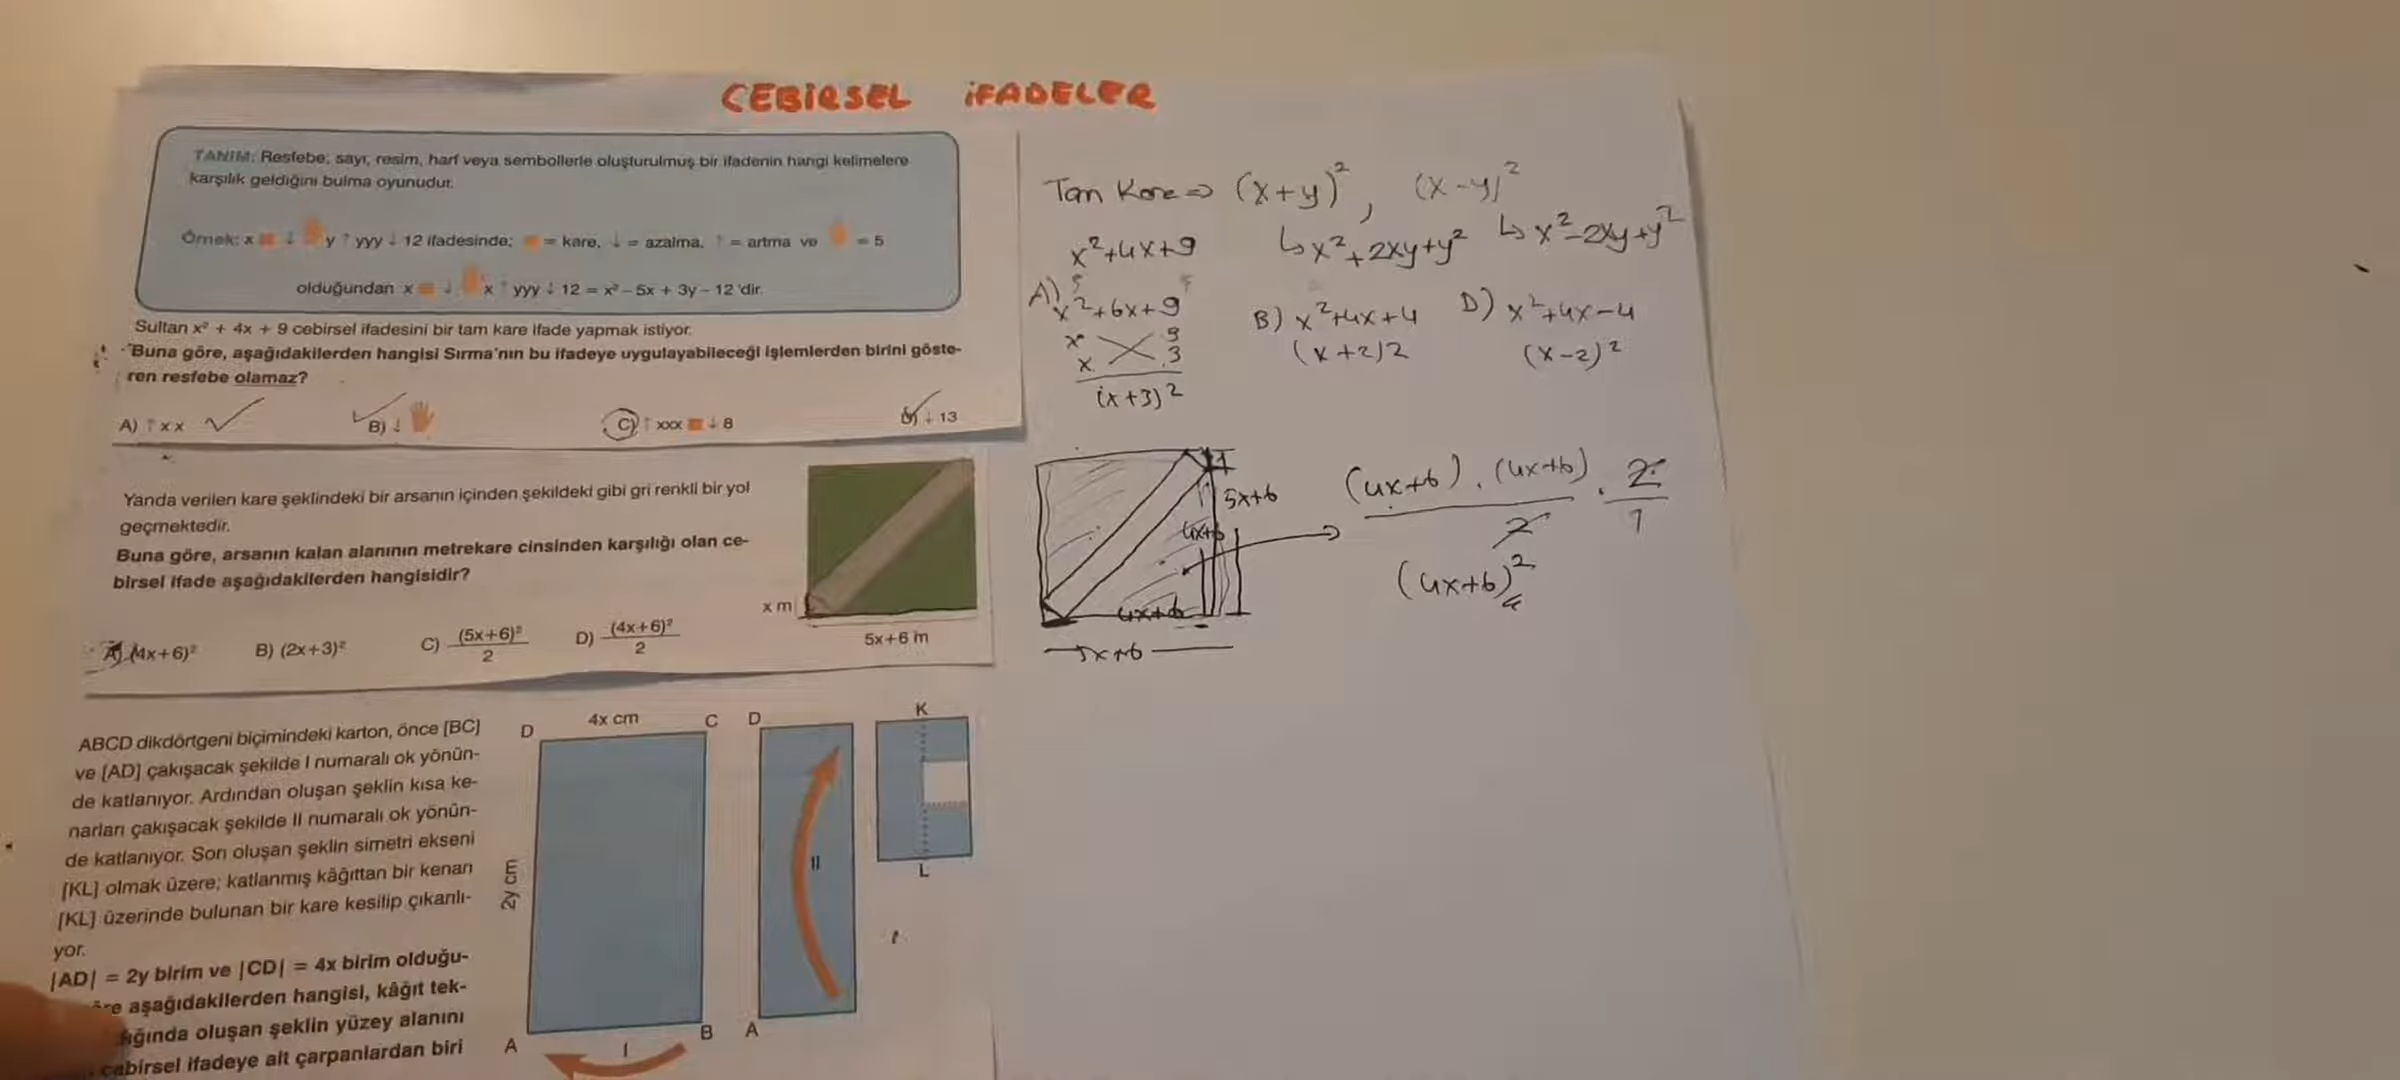 CEBİRSEL İFADELER
TANIM: Resfebe; sayı, resim, harf veya sembollerle oluşturulmuş bir ifadenin hangi kelimelere
karşılık geldiğini bulma oyunudur.
Örnek: x ↓ y ↑ yyy ↓ 12 ifadesinde; = kare, ↓ = azalma, ↑ = artma ve = 5
olduğundan x ↓ x ↑ yyy ↓ 12 = x² – 5x + 3y – 12 'dir.
Sultan x² + 4x + 9 cebirsel ifadesini bir tam kare ifade yapmak istiyor.
Buna göre, aşağıdakilerden hangisi Sırma'nın bu ifadeye uygulayabileceği işlemlerden birini göste-
ren resfebe olamaz?
A) ↑ x x B) ↓ C) ↑ xxx ↓ 8 D) ↓ 13
Yanda verilen kare şeklindeki bir arsanın içinden şekildeki gibi gri renkli bir yol
geçmektedir.
Buna göre, arsanın kalan alanının metrekare cinsinden karşılığı olan ce-
birsel ifade aşağıdakilerden hangisidir?
x m
5x+6 m
A) (4x+6)² B) (2x+3)² C) (5x+6)²/2 D) (4x+6)²/2
ABCD dikdörtgeni biçimindeki karton, önce [BC]
ve [AD] çakışacak şekilde I numaralı ok yönün-
de katlanıyor. Ardından oluşan şeklin kısa ke-
narları çakışacak şekilde II numaralı ok yönün-
de katlanıyor. Son oluşan şeklin simetri ekseni
[KL] olmak üzere; katlanmış kâğıttan bir kenarı
[KL] üzerinde bulunan bir kare kesilip çıkarılı-
yor.
|AD| = 2y birim ve |CD| = 4x birim olduğu-
aşağıdakilerden hangisi, kâğıt tek-
oluşan şeklin yüzey alanını
cebirsel ifadeye ait çarpanlardan biri
D 4x cm C
2y cm
A I B
D
II
A
K
L
Tam Kare ⇒ (x+y)², (x-y)²
↳ x²+2xy+y² ↳ x²-2xy+y²
x²+4x+9
A) x²+6x+9
x 3
x 3
(x+3)²
B) x²+4x+4
(x+2)2
D) x²+4x-4
(x-2)²
5x+6
4x+6
4x+6
5x+6
(4x+6).(4x+6)/2 . 2/1
(4x+6)²